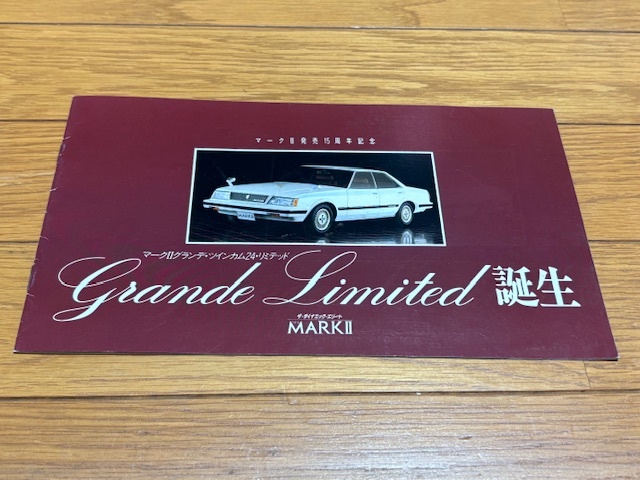 マークⅡ発売15周年記念
MARKⅡ
マークⅡグランデ・ツインカム24・リミテッド
Grande Limited 誕生
ザ・ダイナミック・エリート
MARKⅡ